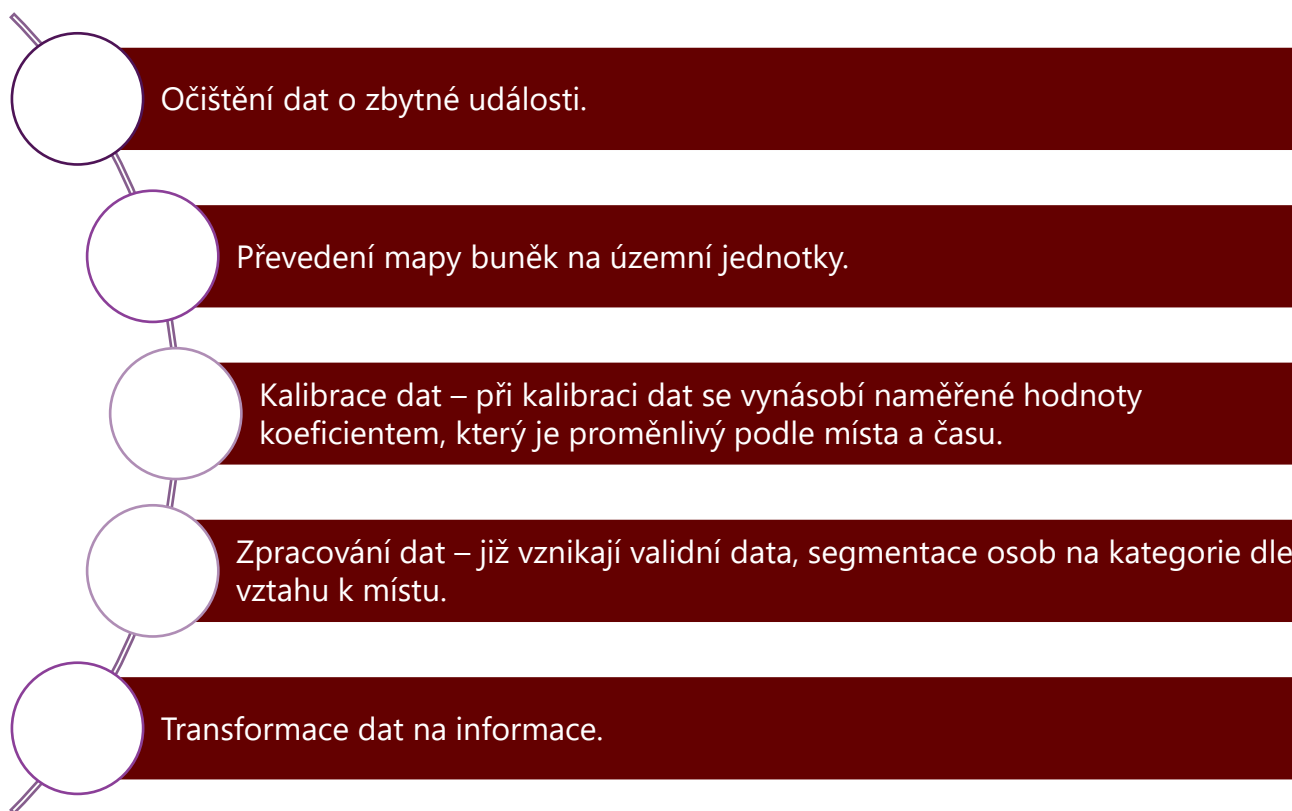 Očištění dat o zbytné události.
Převedení mapy buněk na územní jednotky.
Kalibrace dat – při kalibraci dat se vynásobí naměřené hodnoty
koeficientem, který je proměnlivý podle místa a času.
Zpracování dat – již vznikají validní data, segmentace osob na kategorie dle
vztahu k místu.
Transformace dat na informace.